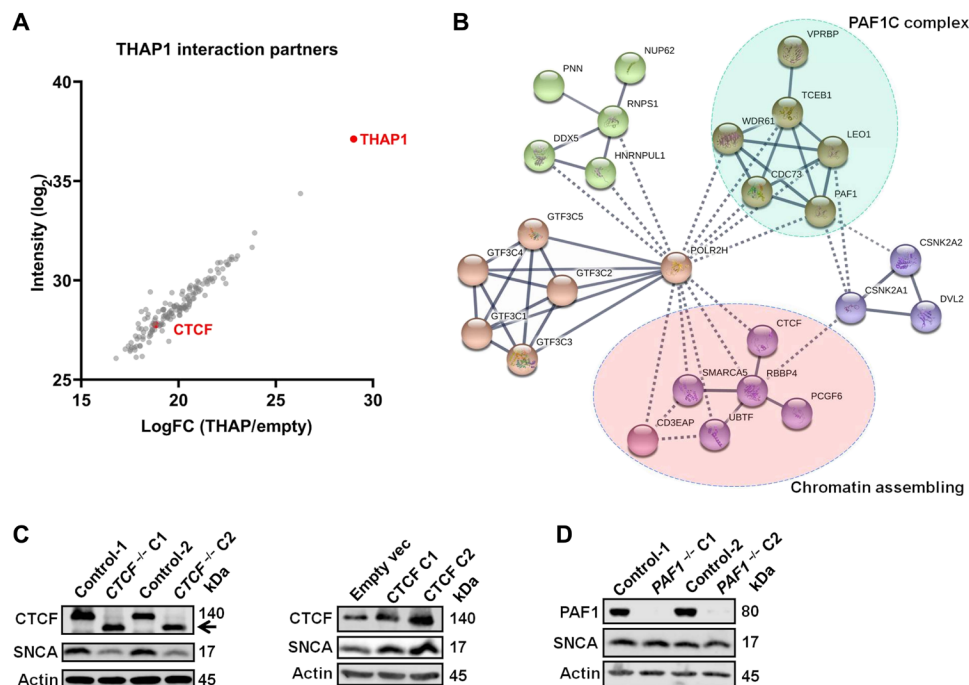 A
THAP1 interaction partners
40
35
30
25
Intensity (log2)
THAP1
CTCF
15
20
25
30
LogFC (THAP/empty)
B
PAF1C complex
VPRBP
NUP62
PNN
TCEB1
RNPS1
WDR61
LEO1
DDX5
HNRNPUL1
CDC73
PAF1
GTF3C5
POLR2H
CSNK2A2
GTF3C4
GTF3C2
CSNK2A1
DVL2
GTF3C1
CTCF
GTF3C3
SMARCA5
RBBP4
PCGF6
CD3EAP
UBTF
Chromatin assembling
C
Control-1
CTCF -/- C1
Control-2
CTCF -/- C2
kDa
CTCF
140
SNCA
17
Actin
45
Empty vec
CTCF C1
CTCF C2
kDa
CTCF
140
SNCA
17
Actin
45
D
Control-1
PAF1 -/- C1
Control-2
PAF1 -/- C2
kDa
PAF1
80
SNCA
17
Actin
45